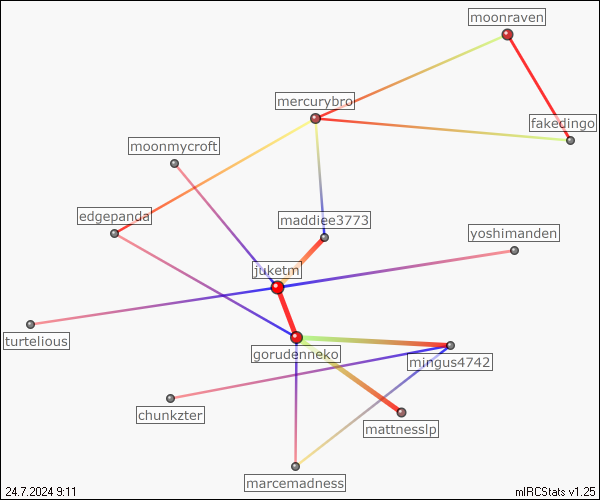 moonraven
mercurybro
fakedingo
moonmycroft
edgepanda
maddiee3773
yoshimanden
juketm
turtelious
gorudenneko
mingus4742
chunkzter
mattnesslp
marcemadness
24.7.2024 9:11
mIRCStats v1.25